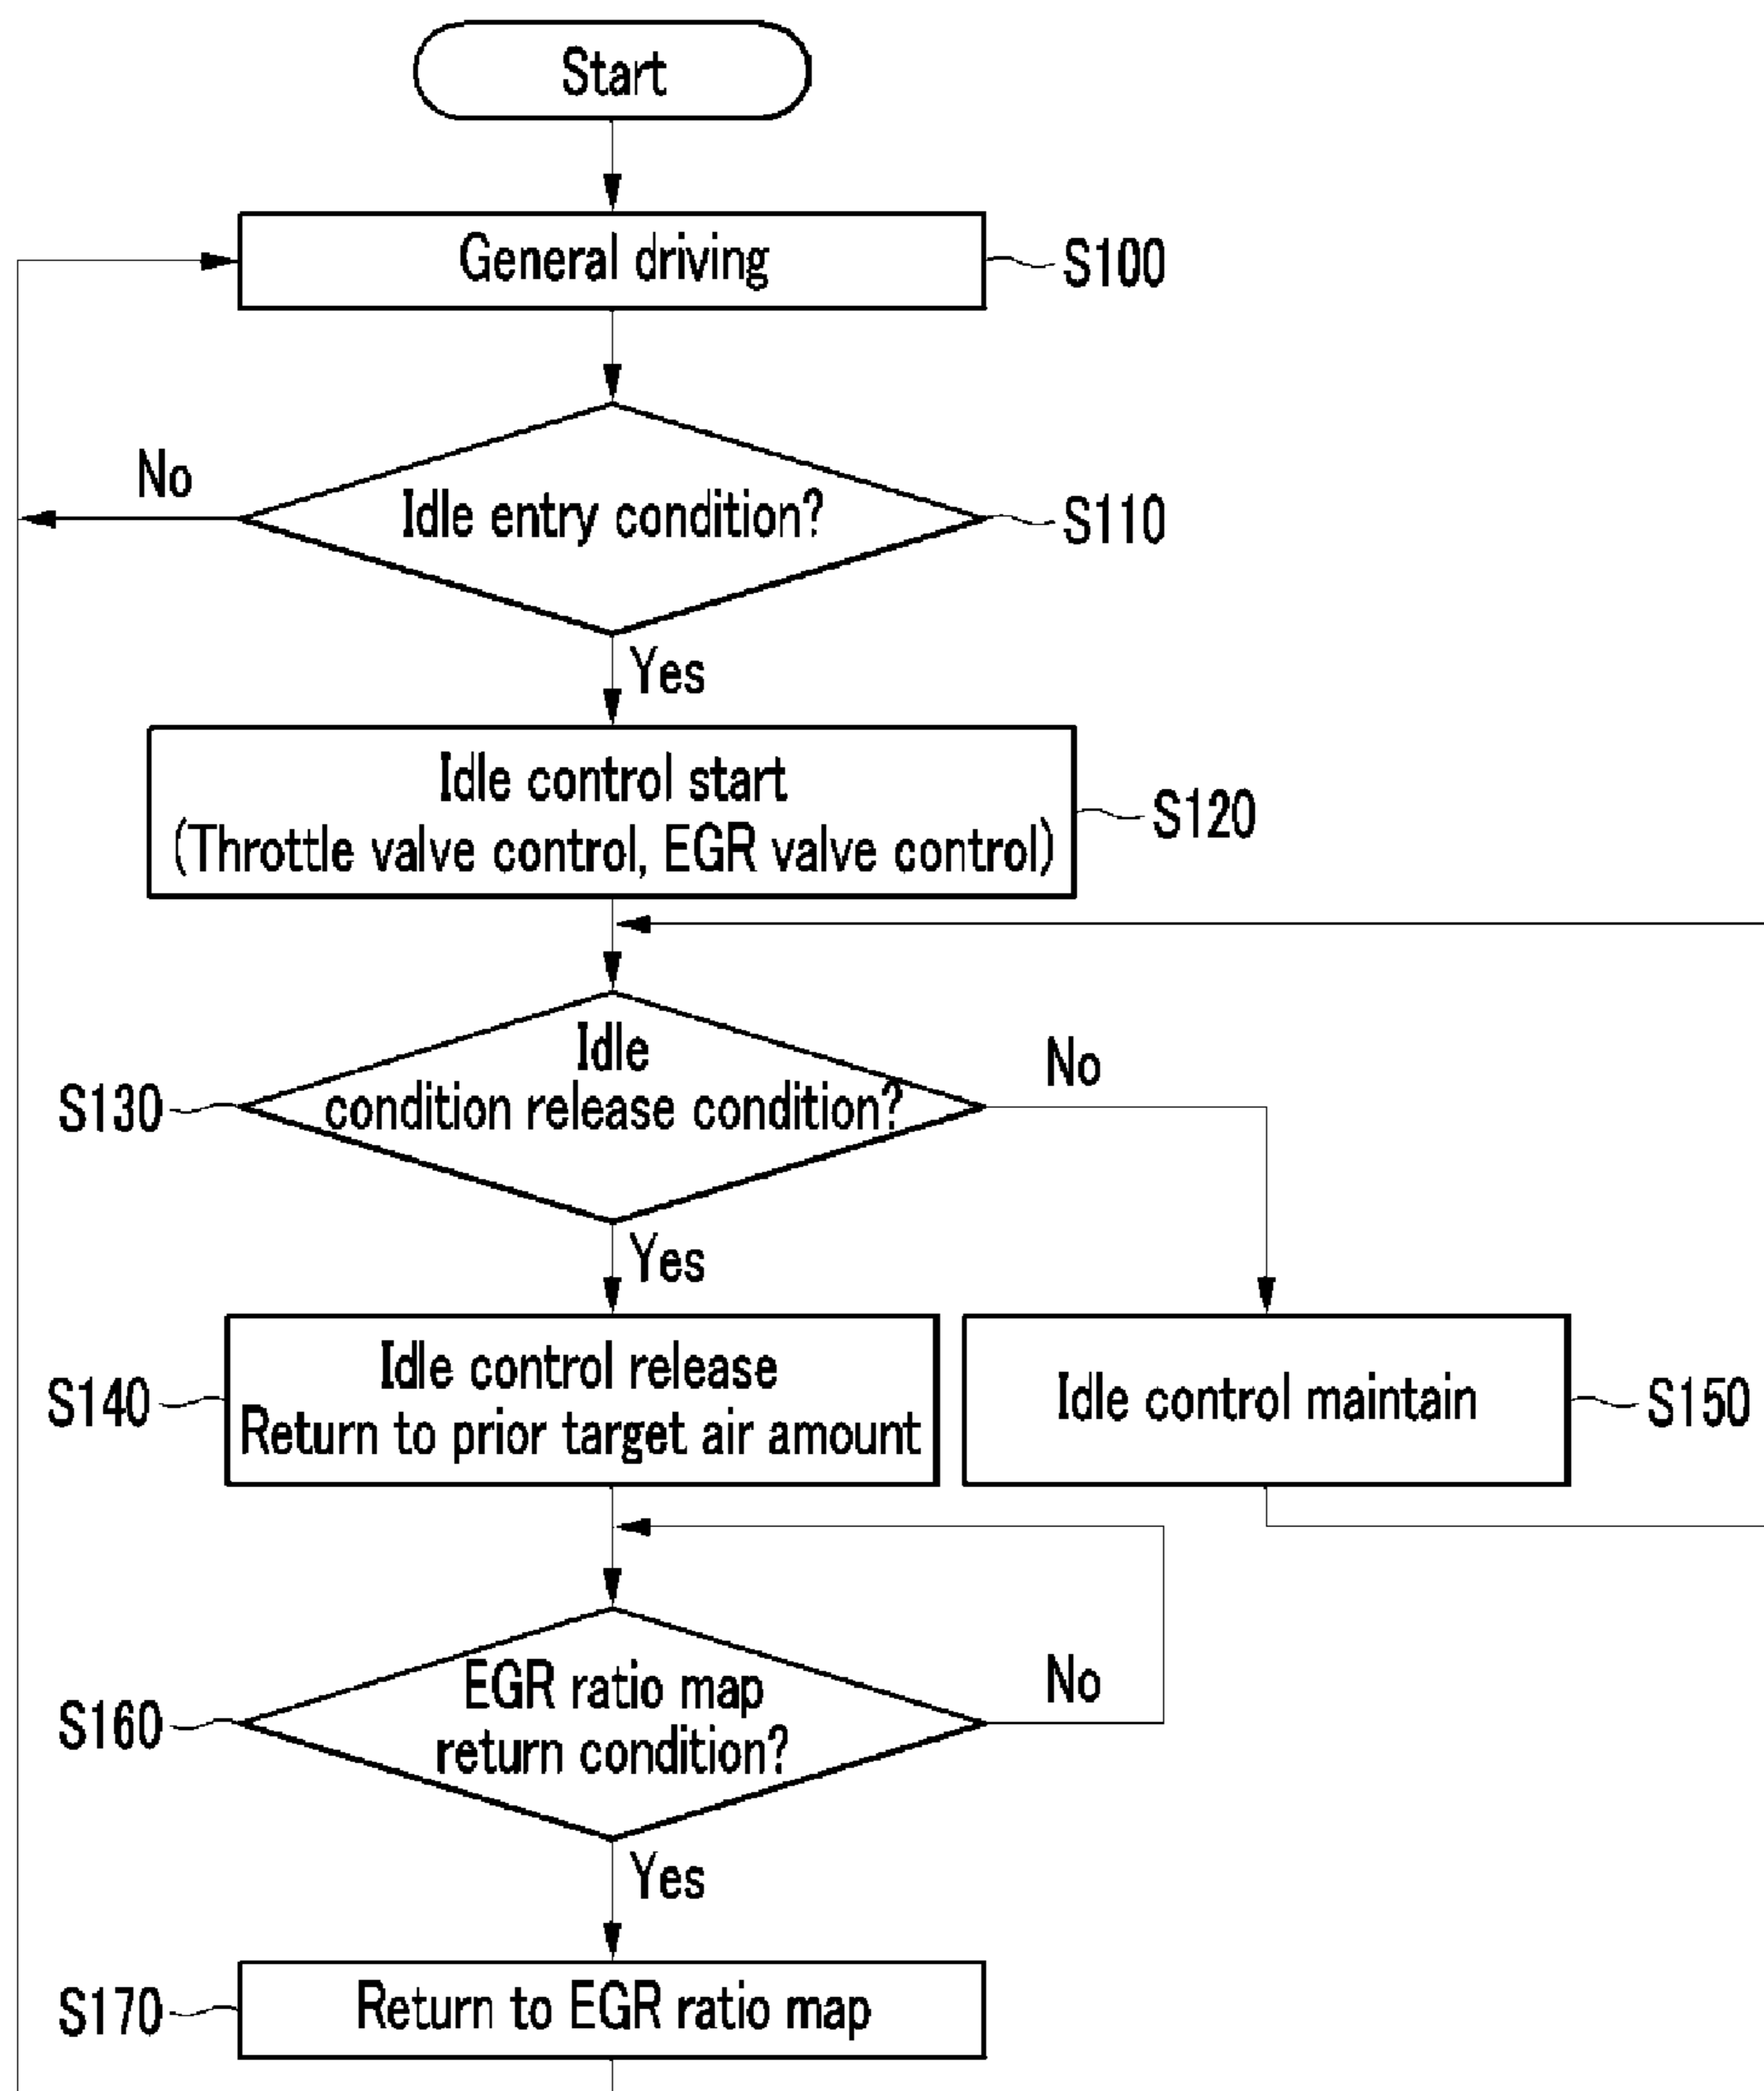 Start
General driving
S100
No
Idle entry condition?
S110
Yes
Idle control start
(Throttle valve control, EGR valve control)
S120
Idle
condition release condition?
S130
No
Yes
Idle control release
Return to prior target air amount
S140
Idle control maintain
S150
EGR ratio map
return condition?
S160
No
Yes
Return to EGR ratio map
S170